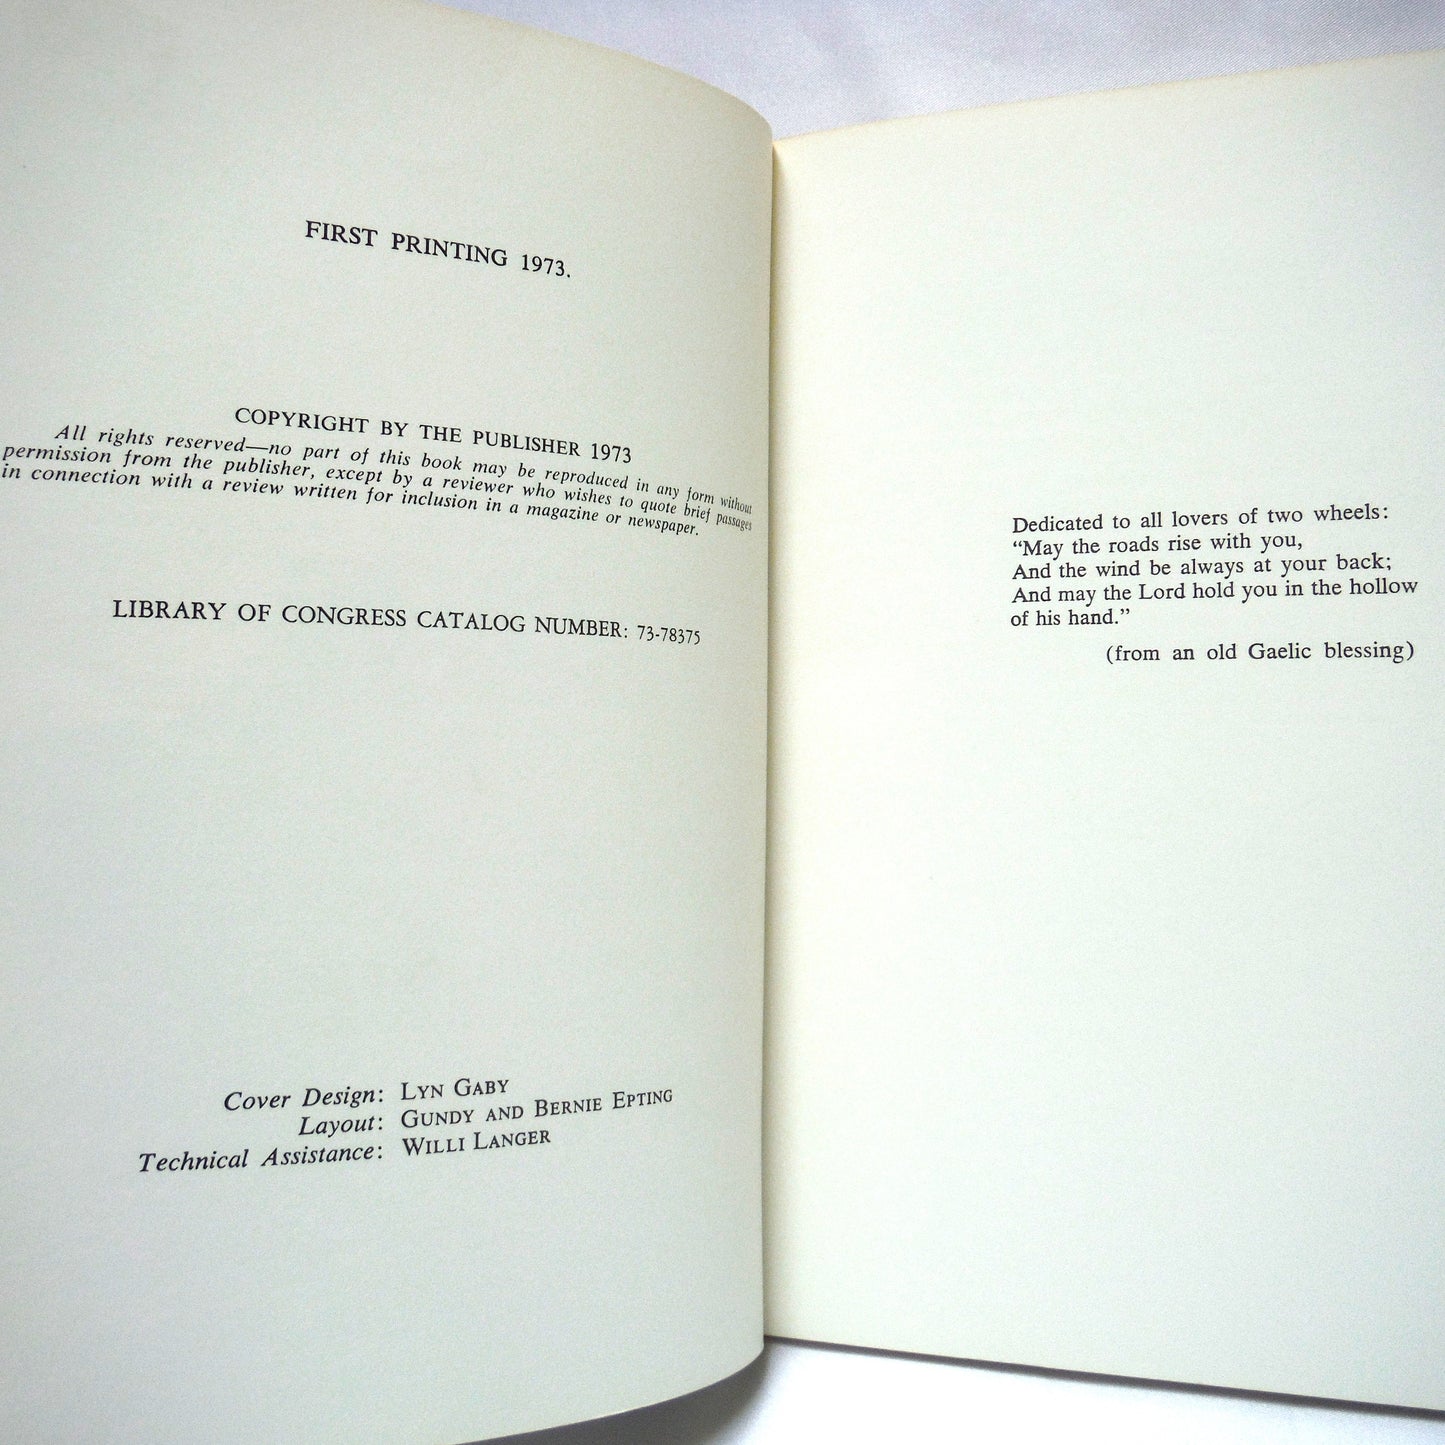 FIRST PRINTING 1973.
COPYRIGHT BY THE PUBLISHER 1973
All rights reserved—no part of this book may be reproduced in any form without
permission from the publisher, except by a reviewer who wishes to quote brief passages
in connection with a review written for inclusion in a magazine or newspaper.
LIBRARY OF CONGRESS CATALOG NUMBER: 73-78375
Cover Design: LYN GABY
Layout: GUNDY AND BERNIE EPTING
Technical Assistance: WILLI LANGER
Dedicated to all lovers of two wheels:
“May the roads rise with you,
And the wind be always at your back;
And may the Lord hold you in the hollow
of his hand.”
(from an old Gaelic blessing)